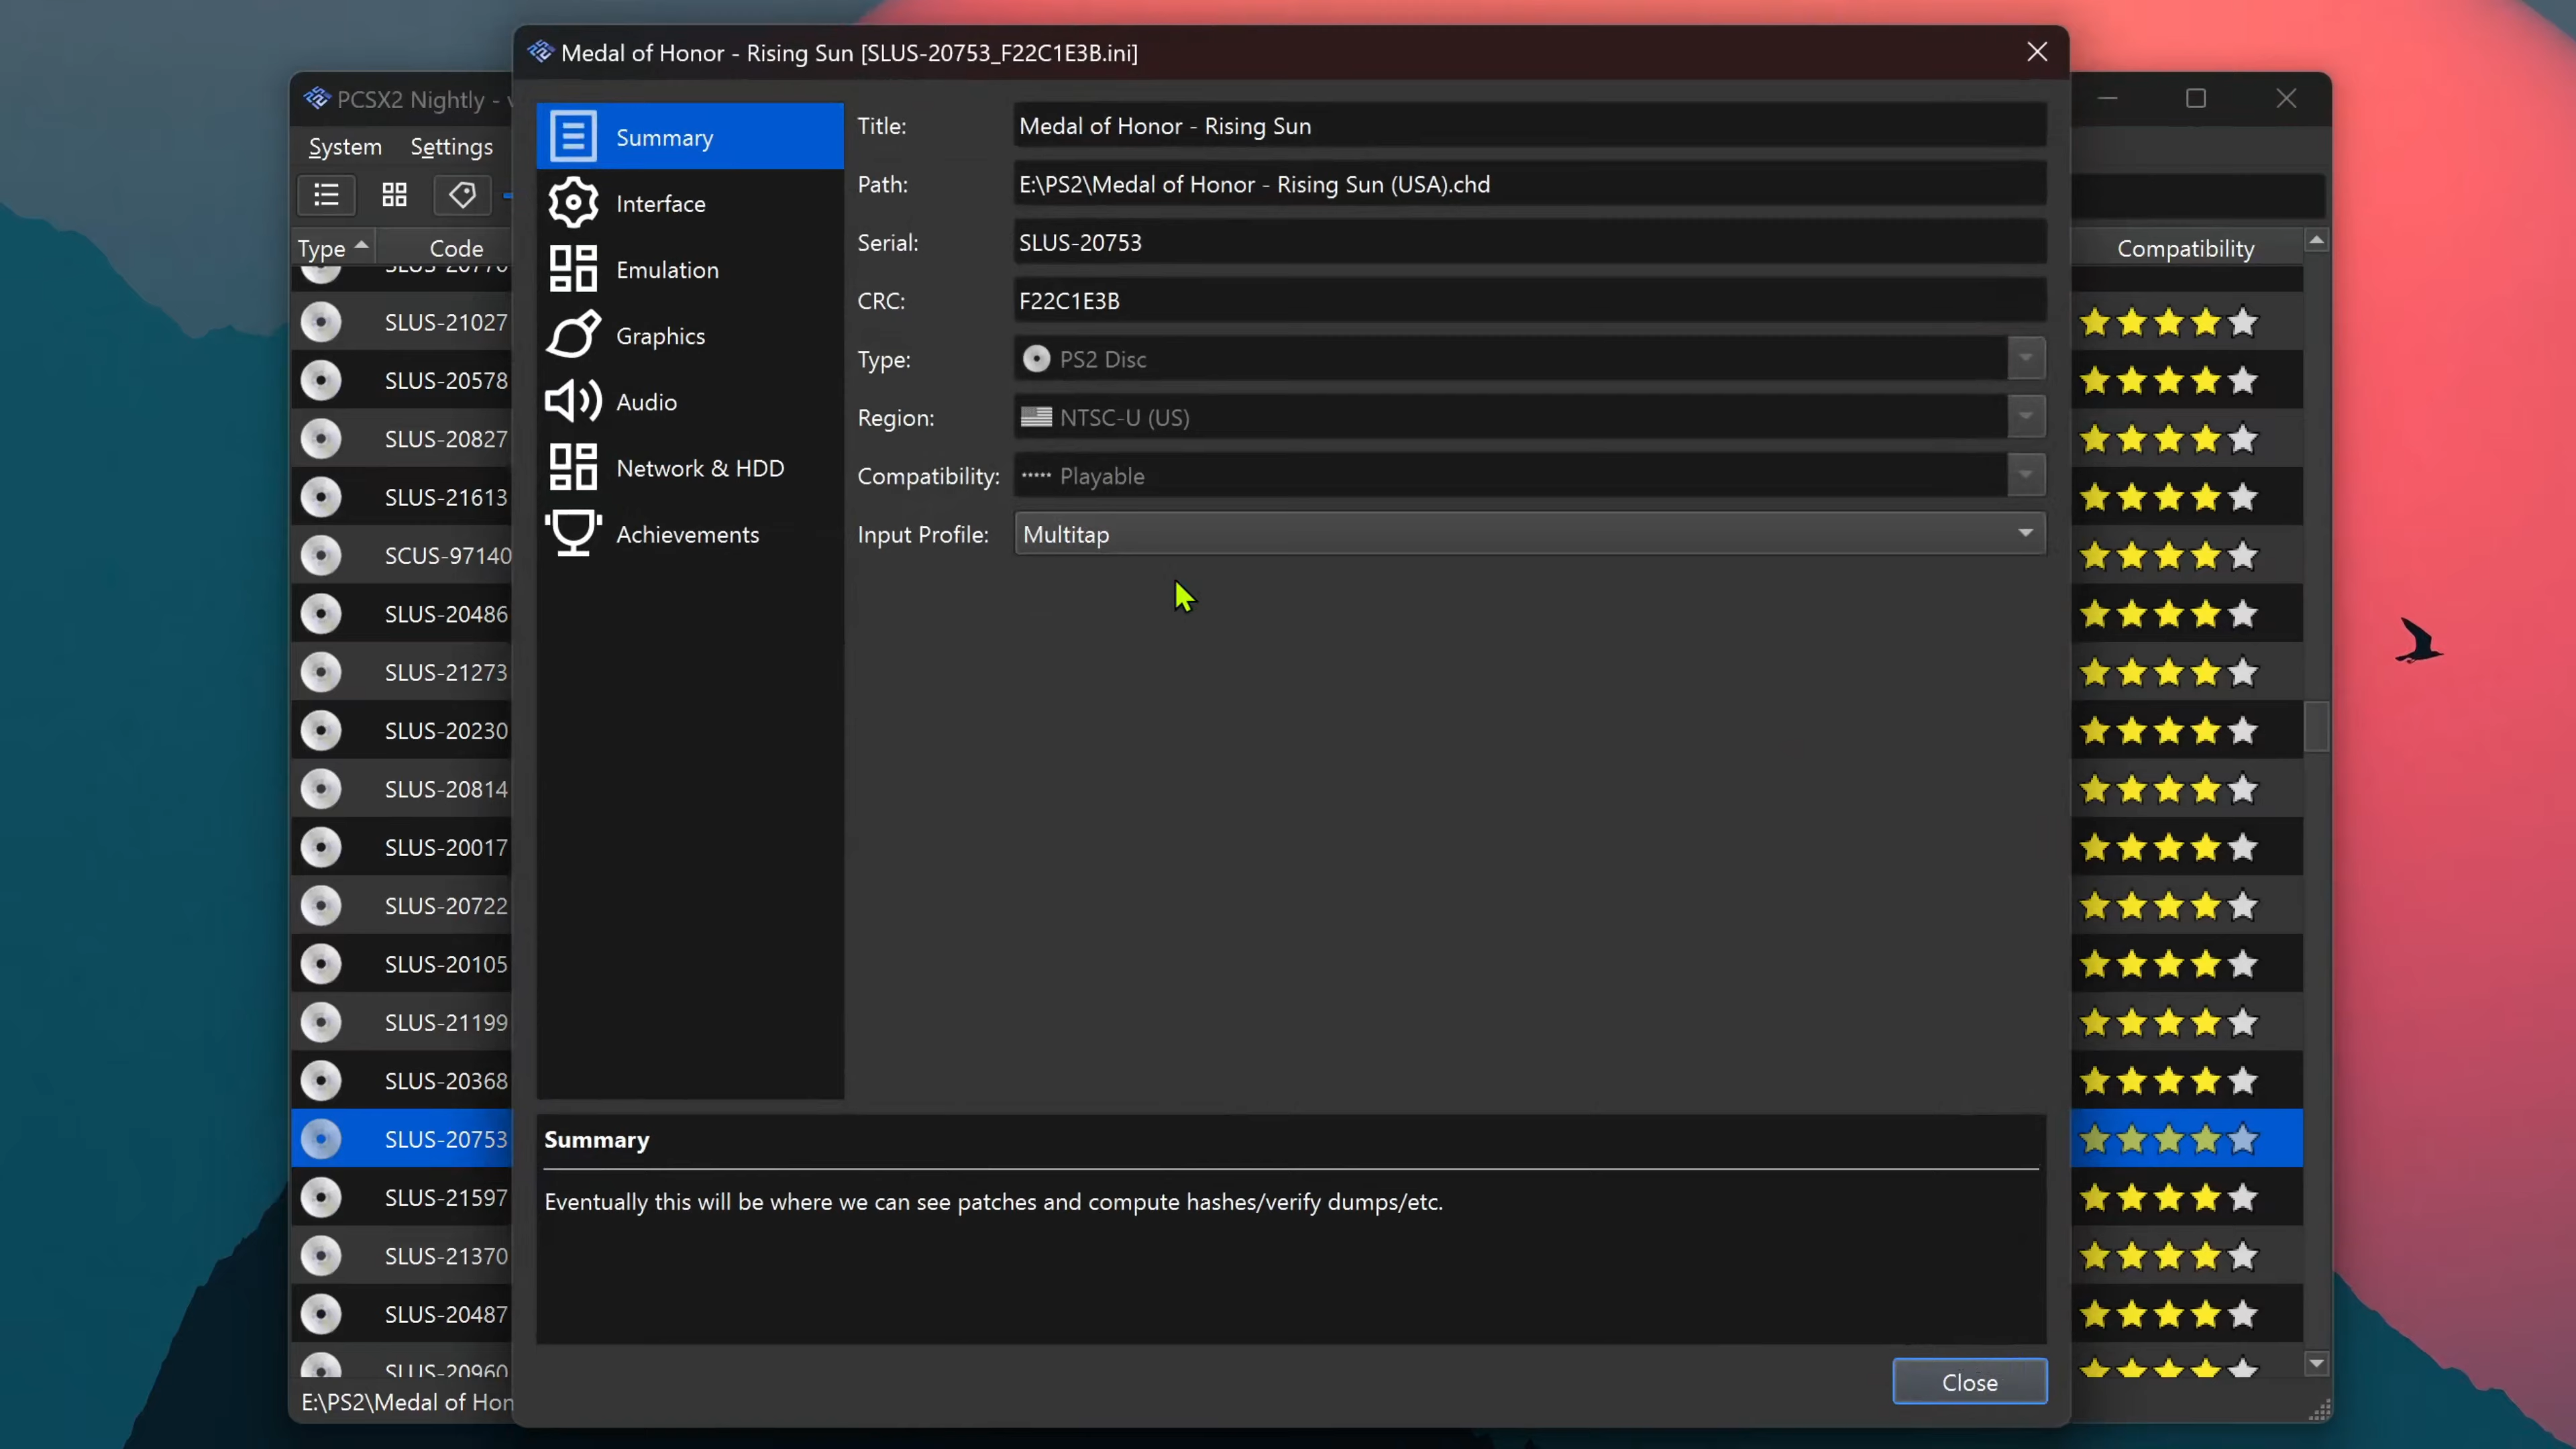 Medal of Honor - Rising Sun [SLUS-20753_F22C1E3B.ini]
PCSX2 Nightly -
System Settings
Type Code
SLUS-21027
SLUS-20578
SLUS-20827
SLUS-21613
SCUS-97140
SLUS-20486
SLUS-21273
SLUS-20230
SLUS-20814
SLUS-20017
SLUS-20722
SLUS-20105
SLUS-21199
SLUS-20368
SLUS-20753
SLUS-21597
SLUS-21370
SLUS-20487
SLUS-20960
E:\PS2\Medal of Hon
Summary
Interface
Emulation
Graphics
Audio
Network & HDD
Achievements
Title: Medal of Honor - Rising Sun
Path: E:\PS2\Medal of Honor - Rising Sun (USA).chd
Serial: SLUS-20753
CRC: F22C1E3B
Type: PS2 Disc
Region: NTSC-U (US)
Compatibility: Playable
Input Profile: Multitap
Summary
Eventually this will be where we can see patches and compute hashes/verify dumps/etc.
Close
Compatibility